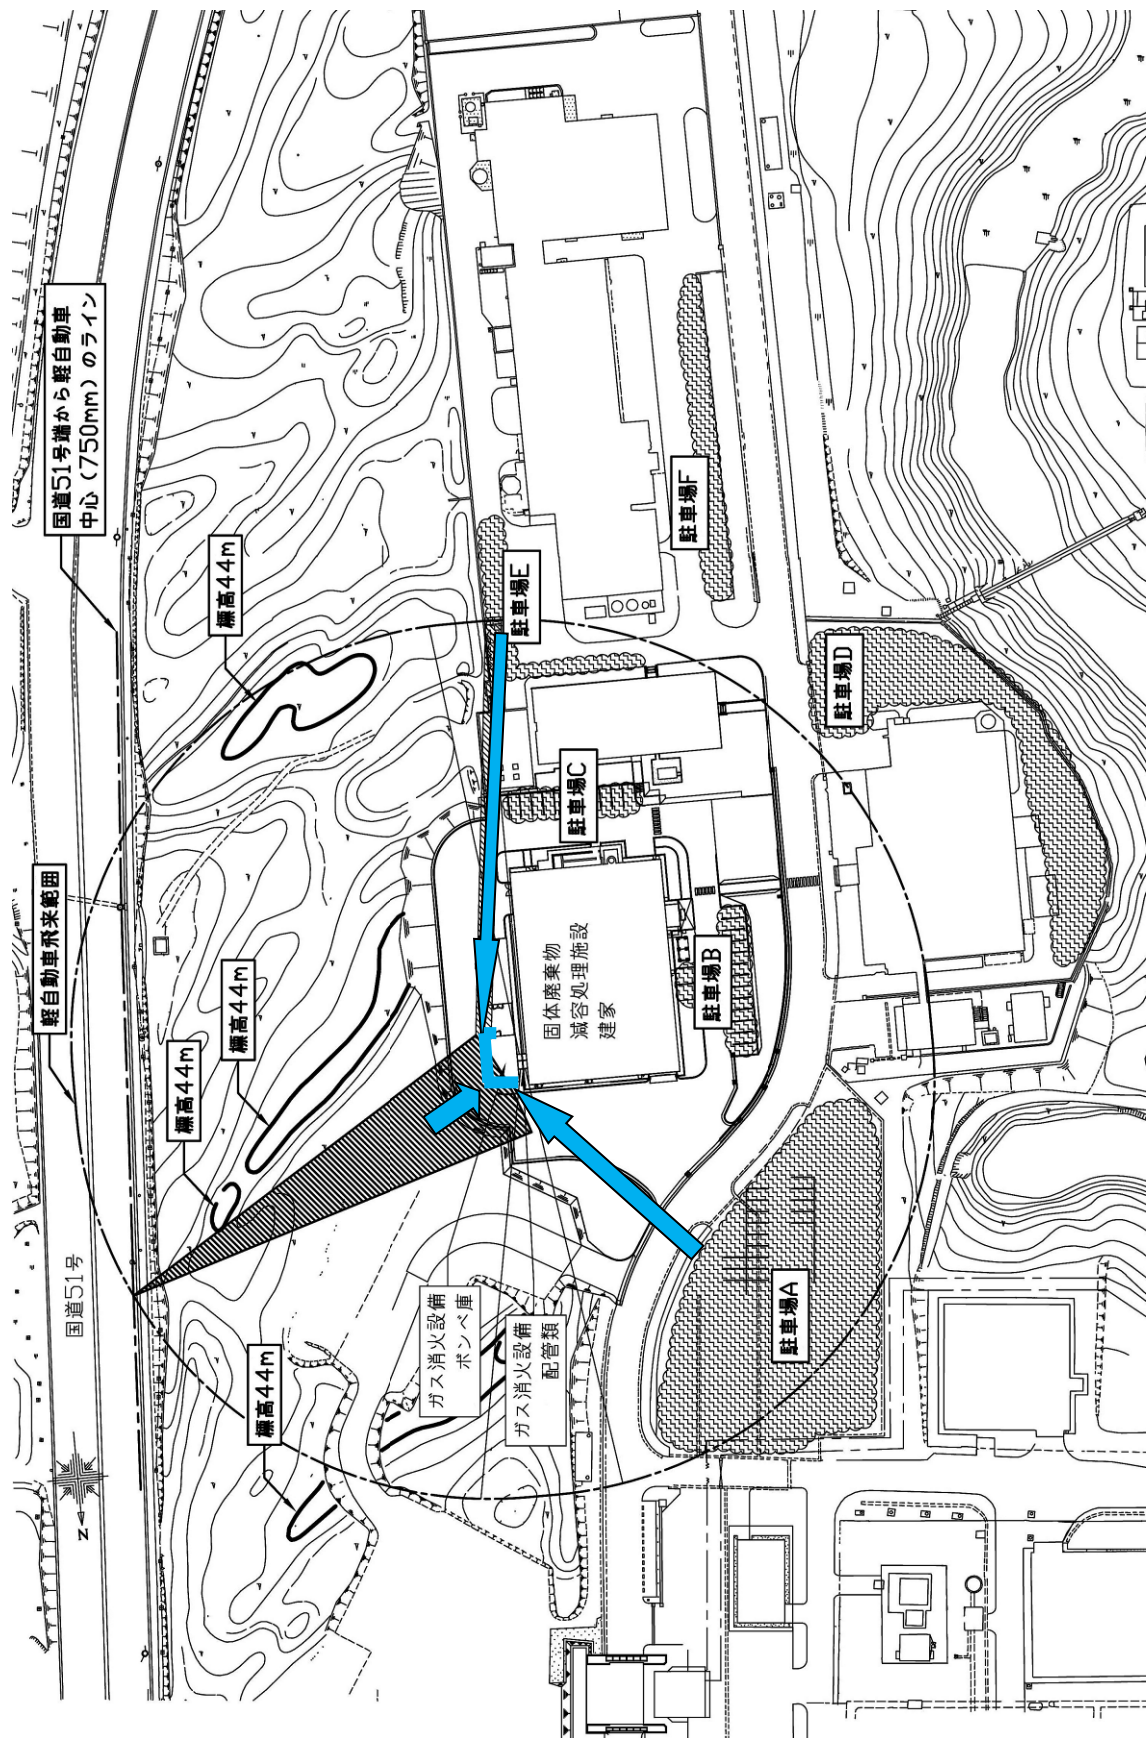 国道51号端から軽自動車
中心（750mm）のライン
標高44m
軽自動車飛来範囲
標高44m
標高44m
標高44m
国道51号
N
駐車場E
駐車場F
駐車場C
駐車場D
駐車場B
駐車場A
固体廃棄物
減容処理施設
建家
ガス消火設備
ボンベ庫
ガス消火設備
配管類